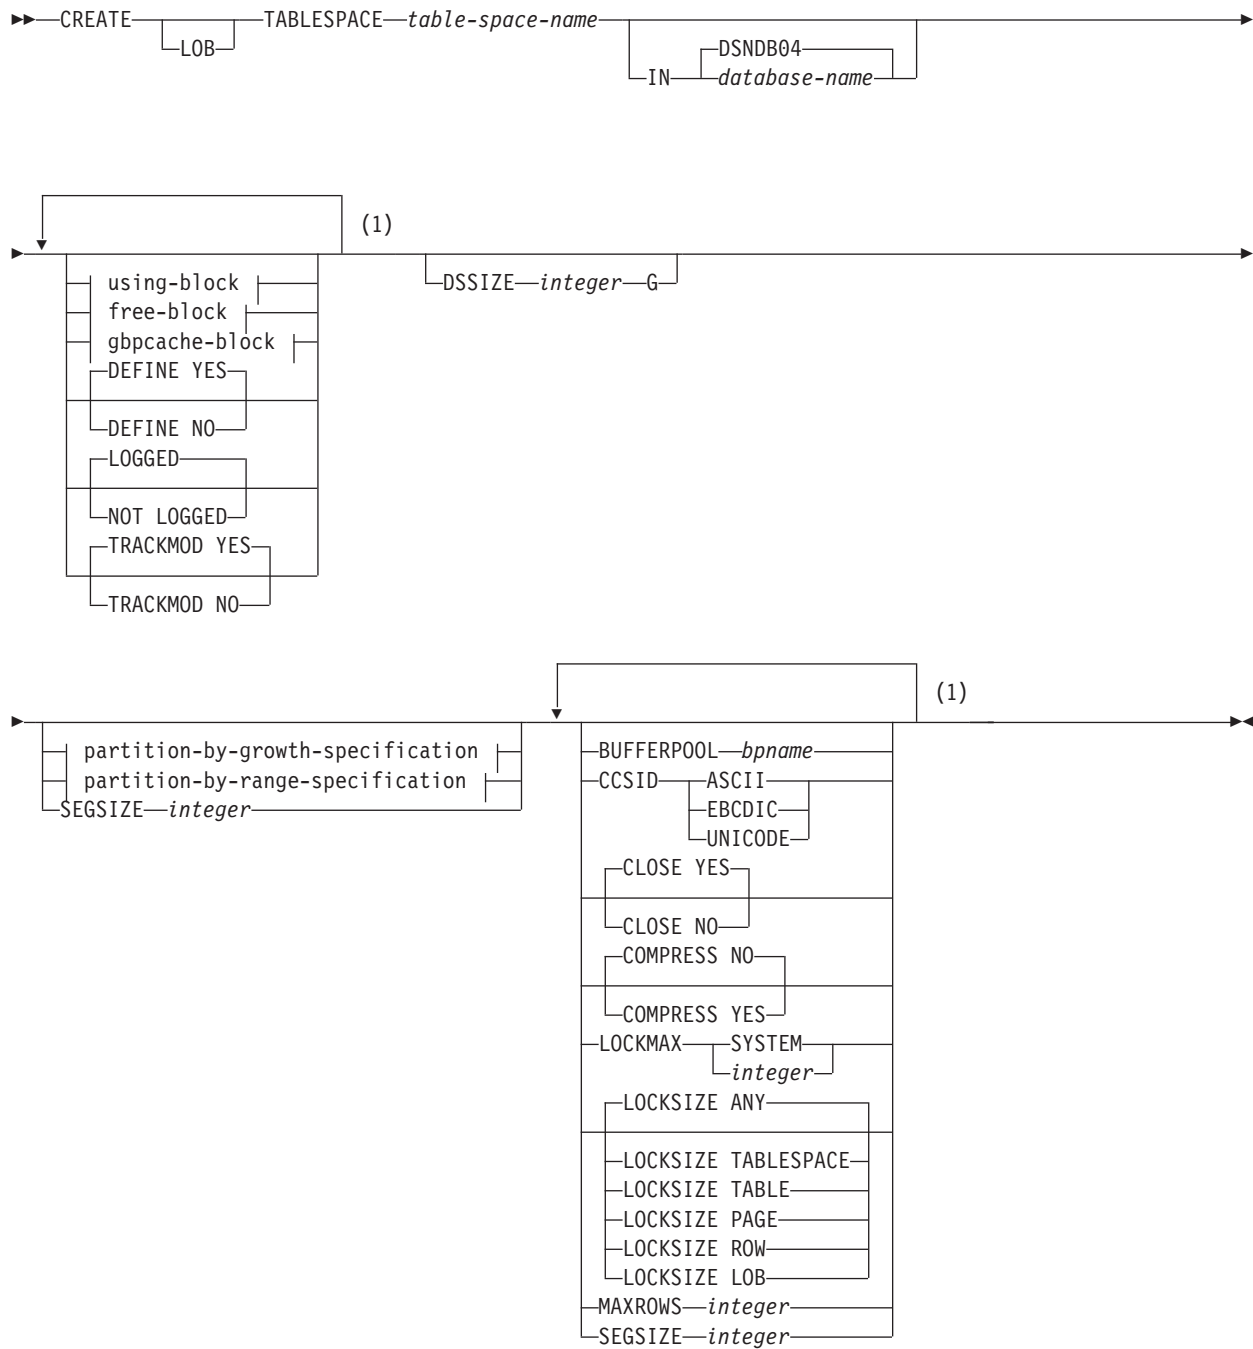 CREATE TABLESPACE table-space-name
LOB
DSNDB04
IN database-name
(1)
using-block
free-block
gbpcache-block
DEFINE YES
DEFINE NO
LOGGED
NOT LOGGED
TRACKMOD YES
TRACKMOD NO
DSSIZE integer G
partition-by-growth-specification
partition-by-range-specification
SEGSIZE integer
(1)
BUFFERPOOL bpname
CCSID ASCII
EBCDIC
UNICODE
CLOSE YES
CLOSE NO
COMPRESS NO
COMPRESS YES
LOCKMAX SYSTEM
integer
LOCKSIZE ANY
LOCKSIZE TABLESPACE
LOCKSIZE TABLE
LOCKSIZE PAGE
LOCKSIZE ROW
LOCKSIZE LOB
MAXROWS integer
SEGSIZE integer